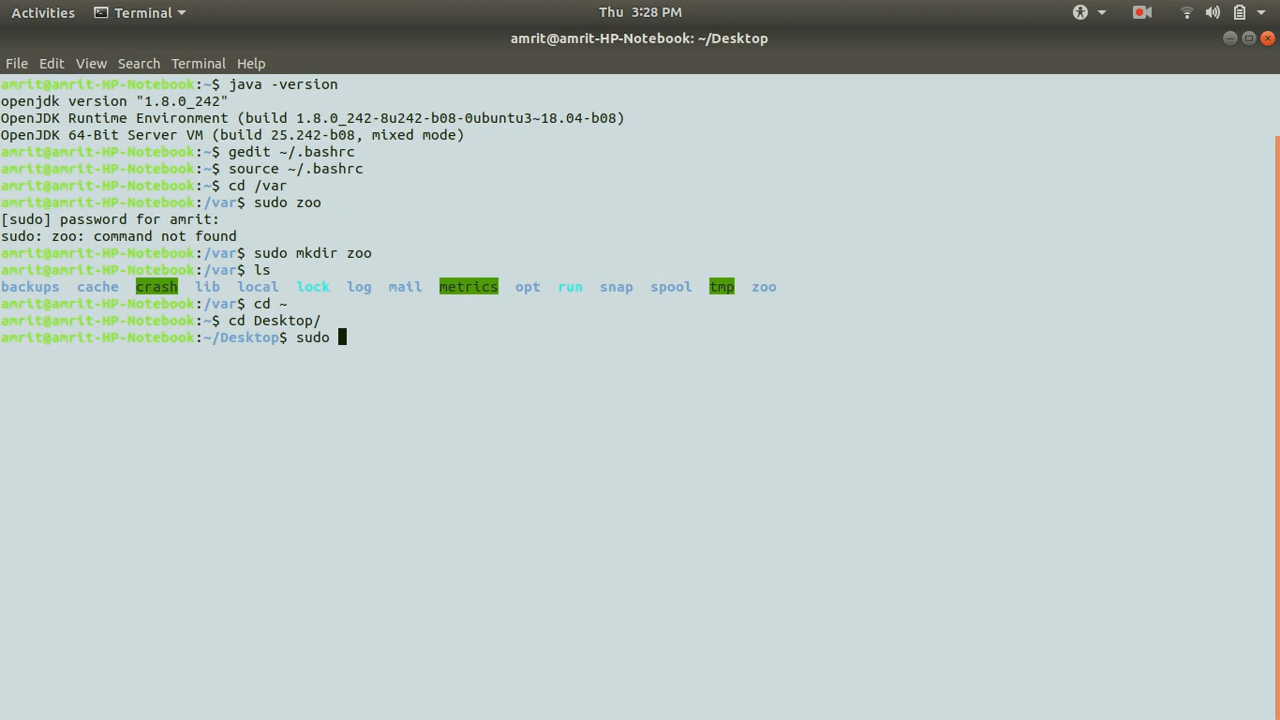 Activities Terminal Thu 3:28 PM
amrit@amrit-HP-Notebook: ~/Desktop
File Edit View Search Terminal Help
amrit@amrit-HP-Notebook:~$ java -version
openjdk version "1.8.0_242"
OpenJDK Runtime Environment (build 1.8.0_242-8u242-b08-0ubuntu3~18.04-b08)
OpenJDK 64-Bit Server VM (build 25.242-b08, mixed mode)
amrit@amrit-HP-Notebook:~$ gedit ~/.bashrc
amrit@amrit-HP-Notebook:~$ source ~/.bashrc
amrit@amrit-HP-Notebook:~$ cd /var
amrit@amrit-HP-Notebook:/var$ sudo zoo
[sudo] password for amrit:
sudo: zoo: command not found
amrit@amrit-HP-Notebook:/var$ sudo mkdir zoo
amrit@amrit-HP-Notebook:/var$ ls
backups cache crash lib local lock log mail metrics opt run snap spool tmp zoo
amrit@amrit-HP-Notebook:/var$ cd ~
amrit@amrit-HP-Notebook:~$ cd Desktop/
amrit@amrit-HP-Notebook:~/Desktop$ sudo